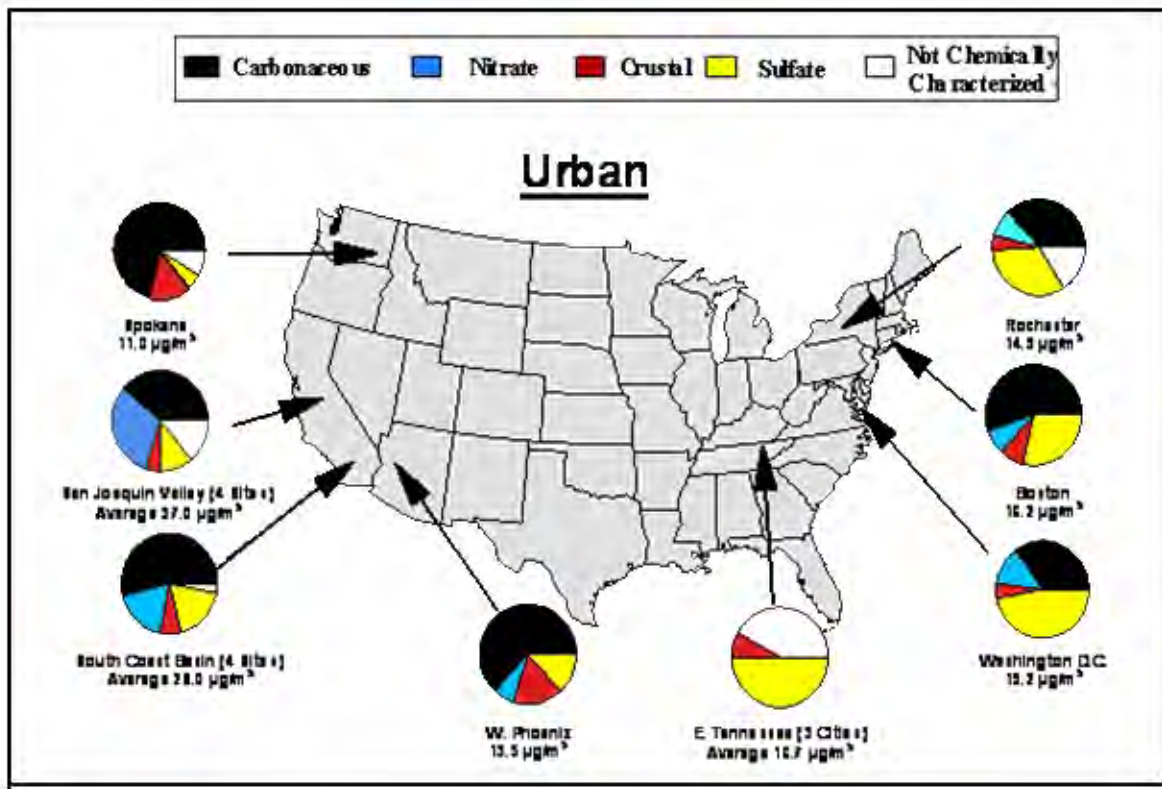 Carbonaceous
Nitrate
Crustal
Sulfate
Not Chemically
Characterized
Urban
Spokane
11.0 µg/m³
Rochester
14.5 µg/m³
San Joaquin Valley (4 Sites)
Average 37.0 µg/m³
Boston
16.2 µg/m³
South Coast Basin (4 Sites)
Average 28.0 µg/m³
W. Phoenix
13.5 µg/m³
E. Tennessee (3 Cities)
Average 16.7 µg/m³
Washington D.C.
15.2 µg/m³